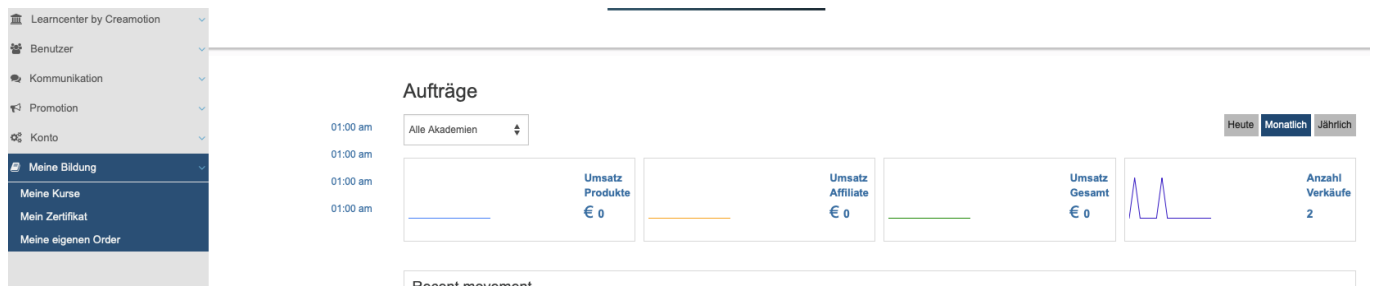 Learncenter by Creamotion
Benutzer
Kommunikation
Promotion
Konto
Meine Bildung
Meine Kurse
Mein Zertifikat
Meine eigenen Order
01:00 am
01:00 am
01:00 am
01:00 am
Aufträge
Alle Akademien
Heute Monatlich Jährlich
Umsatz
Produkte
€ 0
Umsatz
Affiliate
€ 0
Umsatz
Gesamt
€ 0
Anzahl
Verkäufe
2
Recent movement